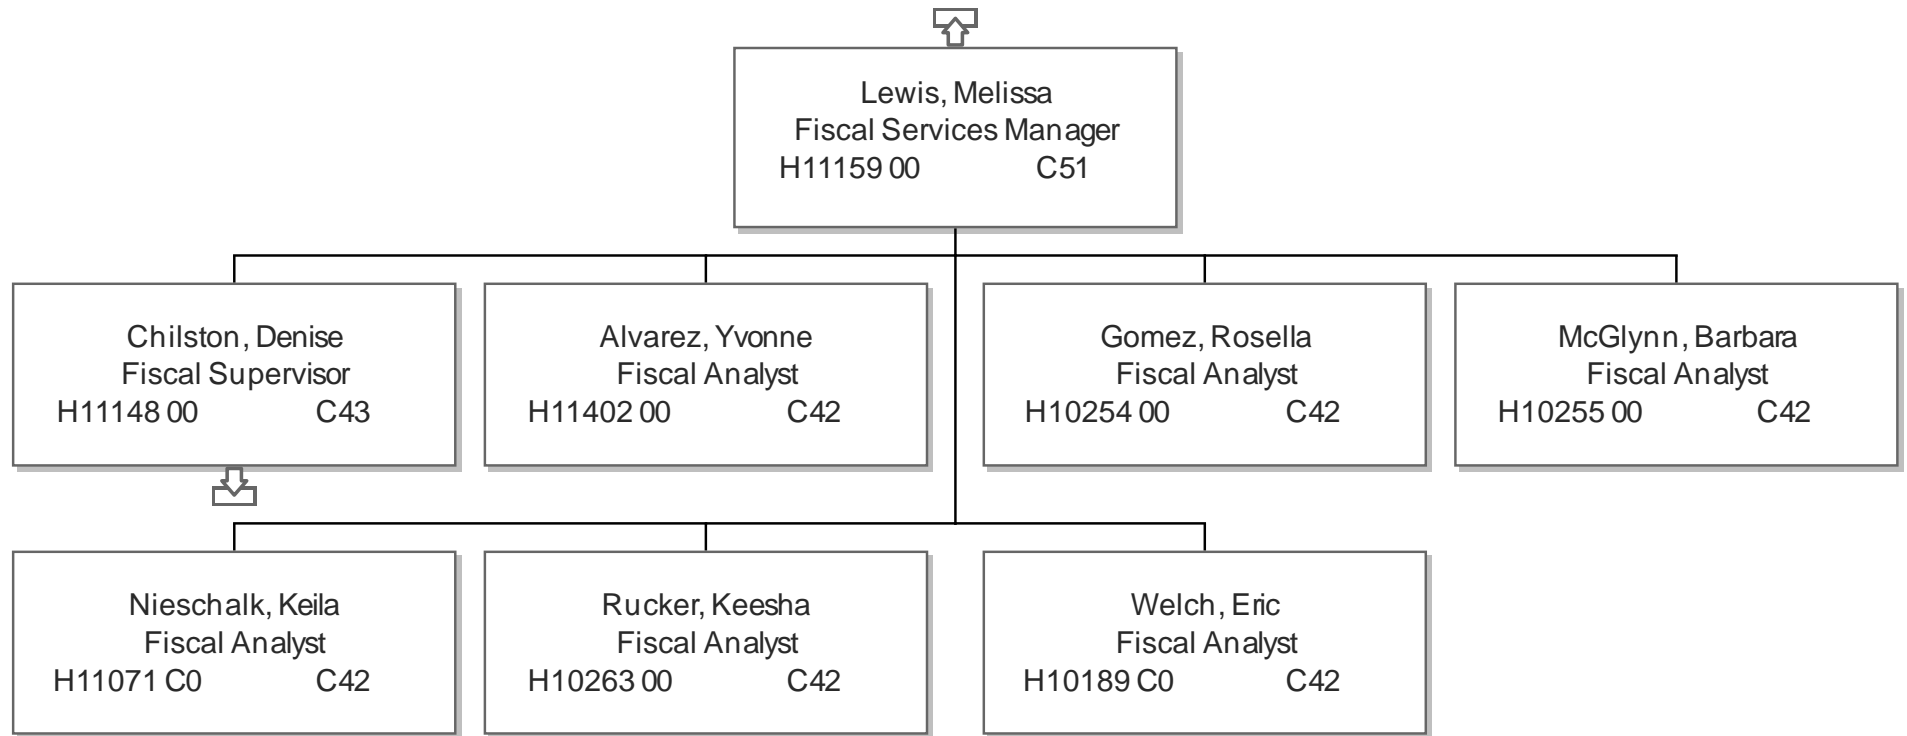 Lewis, Melissa
Fiscal Services Manager
H11159 00 C51
Chilston, Denise
Fiscal Supervisor
H11148 00 C43
Alvarez, Yvonne
Fiscal Analyst
H11402 00 C42
Gomez, Rosella
Fiscal Analyst
H10254 00 C42
McGlynn, Barbara
Fiscal Analyst
H10255 00 C42
Nieschalk, Keila
Fiscal Analyst
H11071 C0 C42
Rucker, Keesha
Fiscal Analyst
H10263 00 C42
Welch, Eric
Fiscal Analyst
H10189 C0 C42